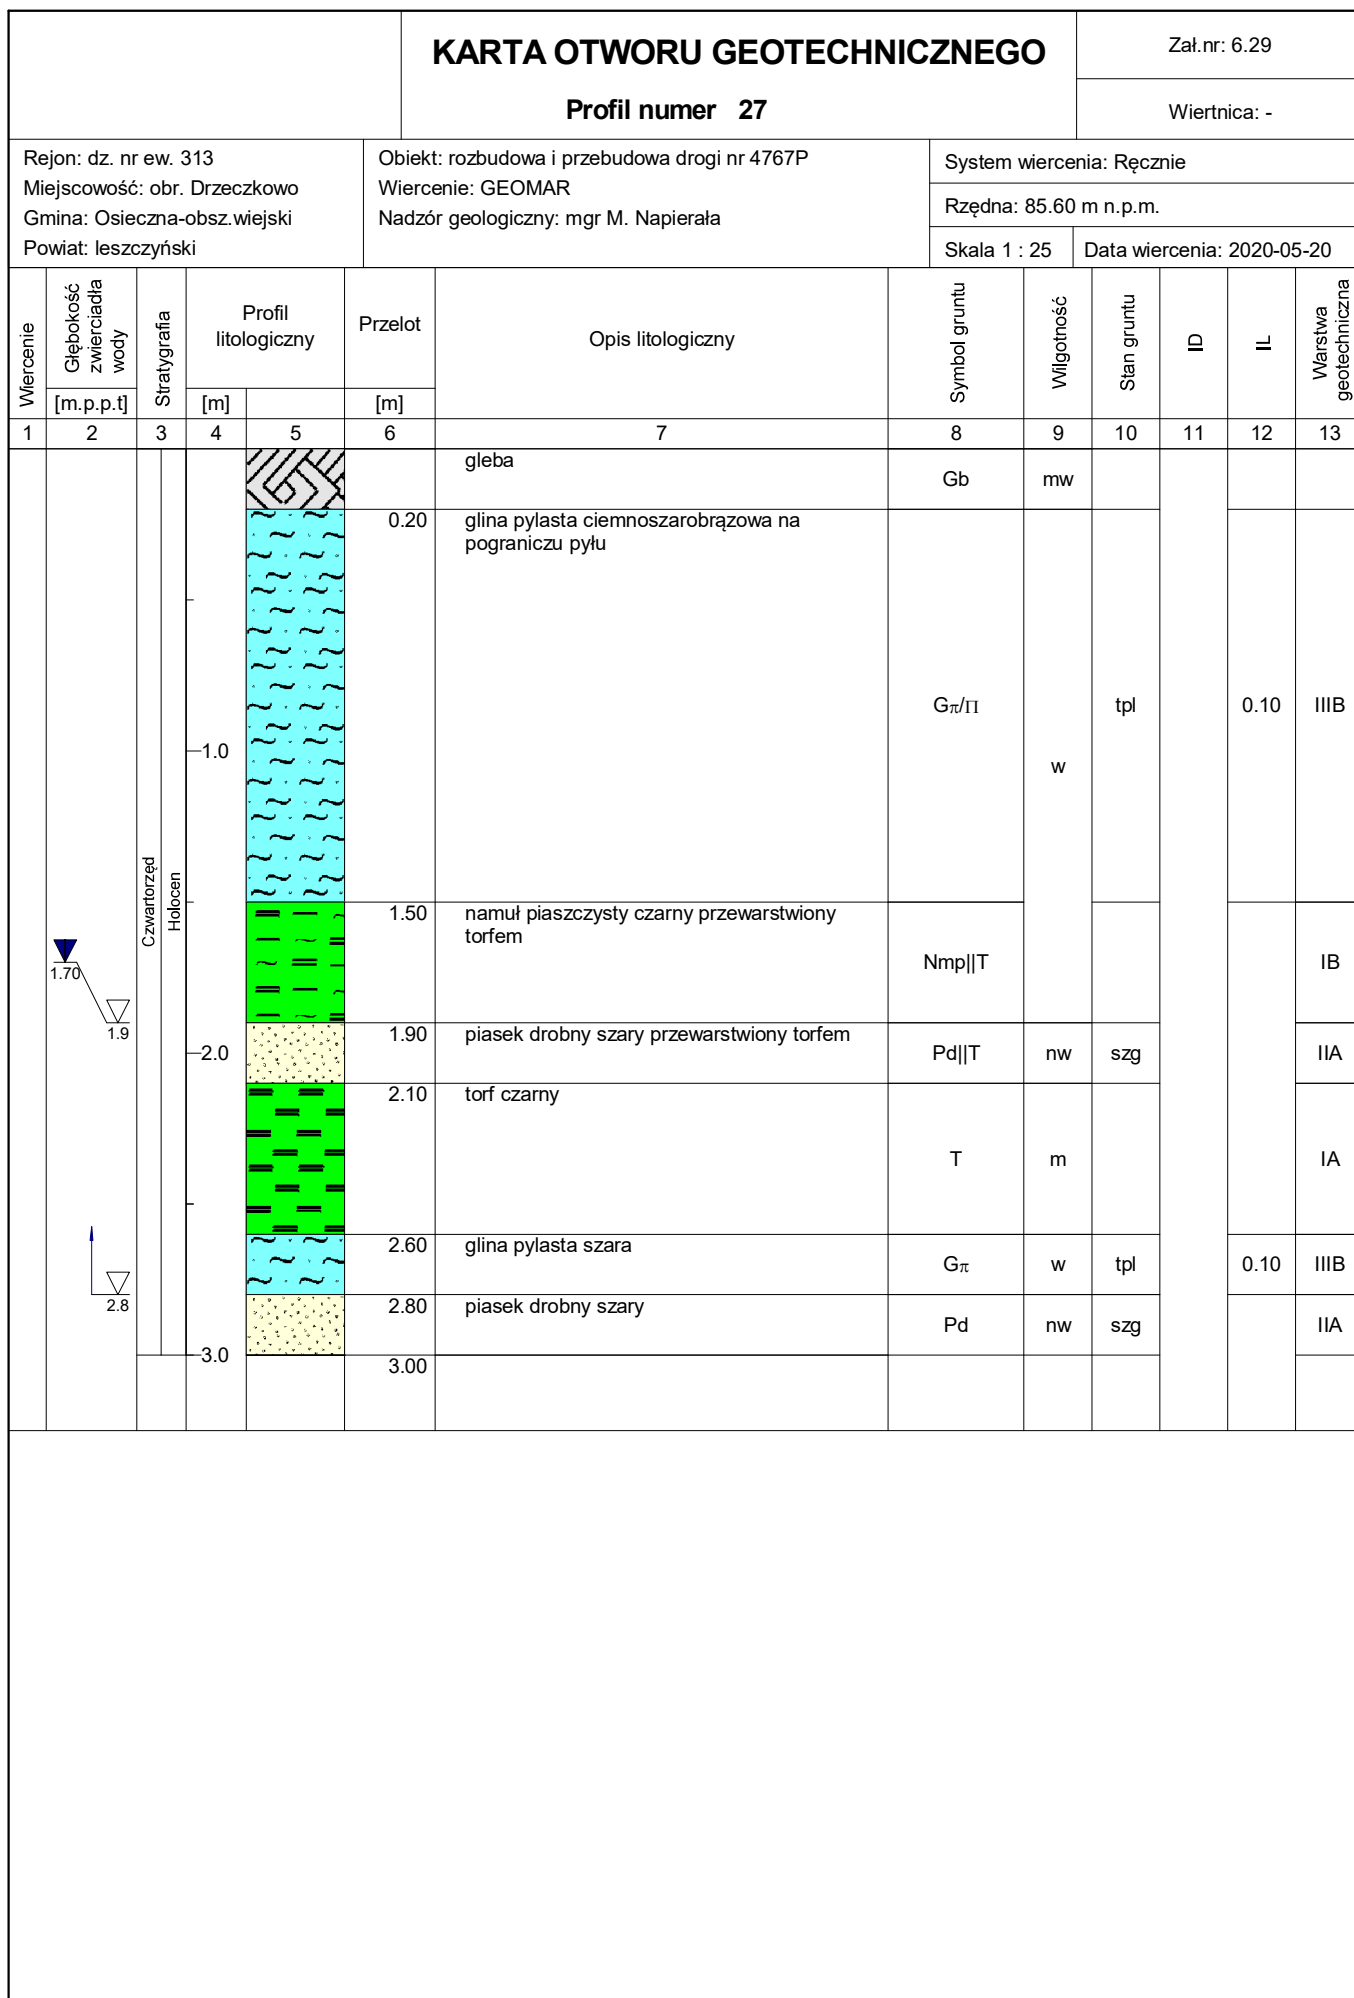 KARTA OTWORU GEOTECHNICZNEGO
Profil numer 27
Zał.nr: 6.29
Wiertnica: -
Rejon: dz. nr ew. 313
Miejscowość: obr. Drzeczkowo
Gmina: Osieczna-obsz.wiejski
Powiat: leszczyński
Obiekt: rozbudowa i przebudowa drogi nr 4767P
Wiercenie: GEOMAR
Nadzór geologiczny: mgr M. Napierała
System wiercenia: Ręcznie
Rzędna: 85.60 m n.p.m.
Skala 1 : 25
Data wiercenia: 2020-05-20
Wiercenie
Głębokość
zwierciadła
wody
[m.p.p.t]
Stratygrafia
Profil
litologiczny
[m]
Przelot
[m]
Opis litologiczny
Symbol gruntu
Wilgotność
Stan gruntu
ID
IL
Warstwa
geotechniczna
1 2 3 4 5 6 7 8 9 10 11 12 13
gleba
Gb mw
0.20 glina pylasta ciemnoszarobrązowa na
pograniczu pyłu
Gπ/Π tpl 0.10 IIIB
1.0
w
Czwartorzęd
Holocen
1.50 namuł piaszczysty czarny przewarstwiony
torfem
Nmp||T IB
1.70
1.9
1.90 piasek drobny szary przewarstwiony torfem
Pd||T nw szg IIA
2.0
2.10 torf czarny
T m IA
2.60 glina pylasta szara
Gπ w tpl 0.10 IIIB
2.8
2.80 piasek drobny szary
Pd nw szg IIA
3.0
3.00